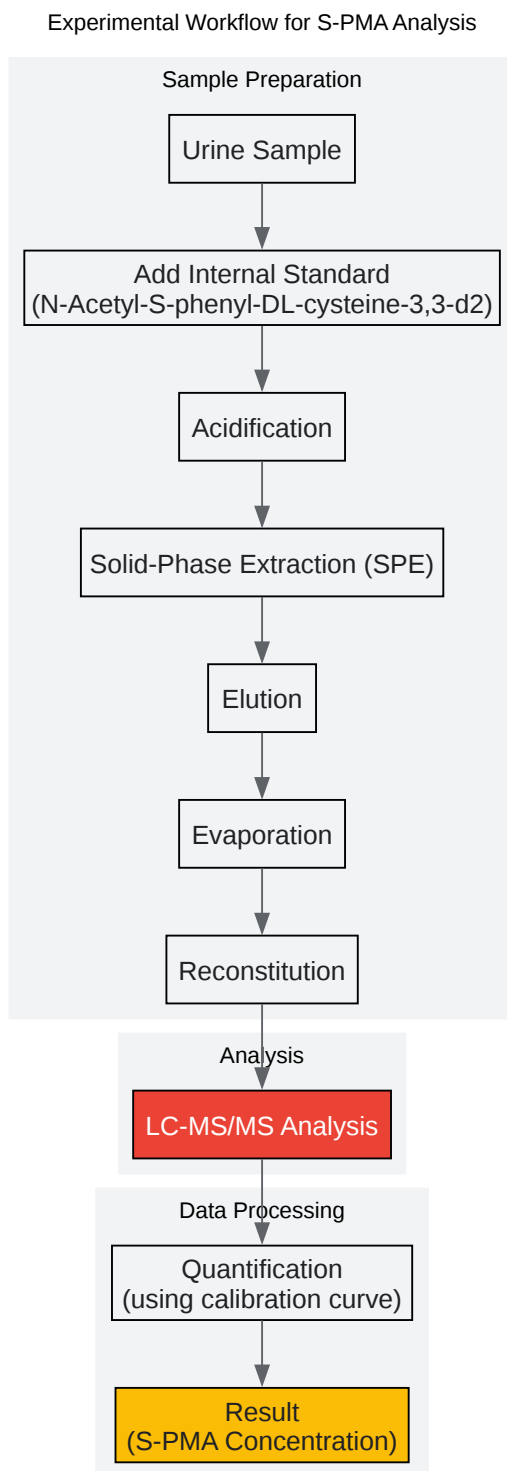 Experimental Workflow for S-PMA Analysis
Sample Preparation
Urine Sample
Add Internal Standard
(N-Acetyl-S-phenyl-DL-cysteine-3,3-d2)
Acidification
Solid-Phase Extraction (SPE)
Elution
Evaporation
Reconstitution
Analysis
LC-MS/MS Analysis
Data Processing
Quantification
(using calibration curve)
Result
(S-PMA Concentration)